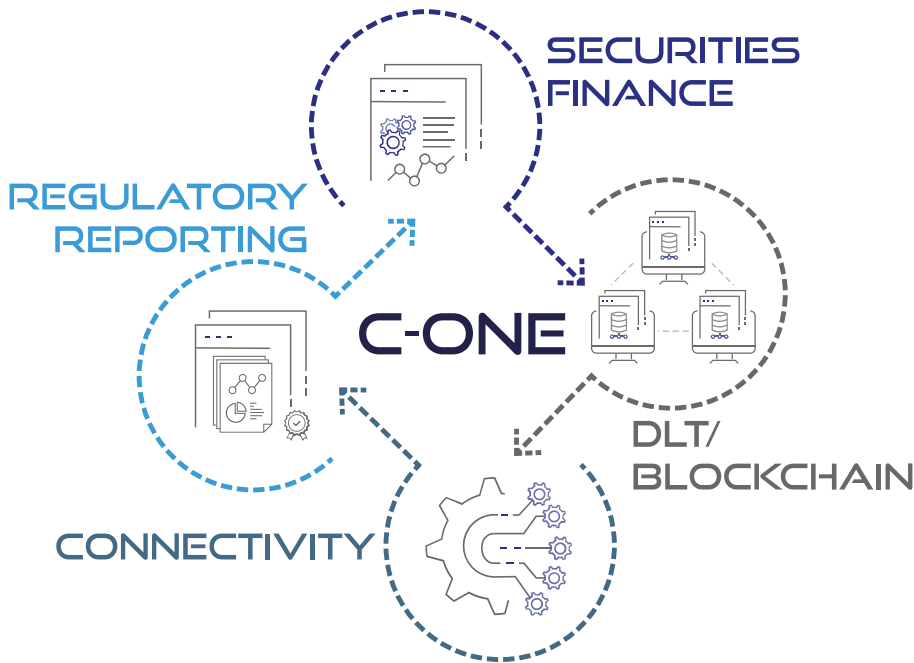 SECURITIES
FINANCE
REGULATORY
REPORTING
C-ONE
DLT/
BLOCKCHAIN
CONNECTIVITY